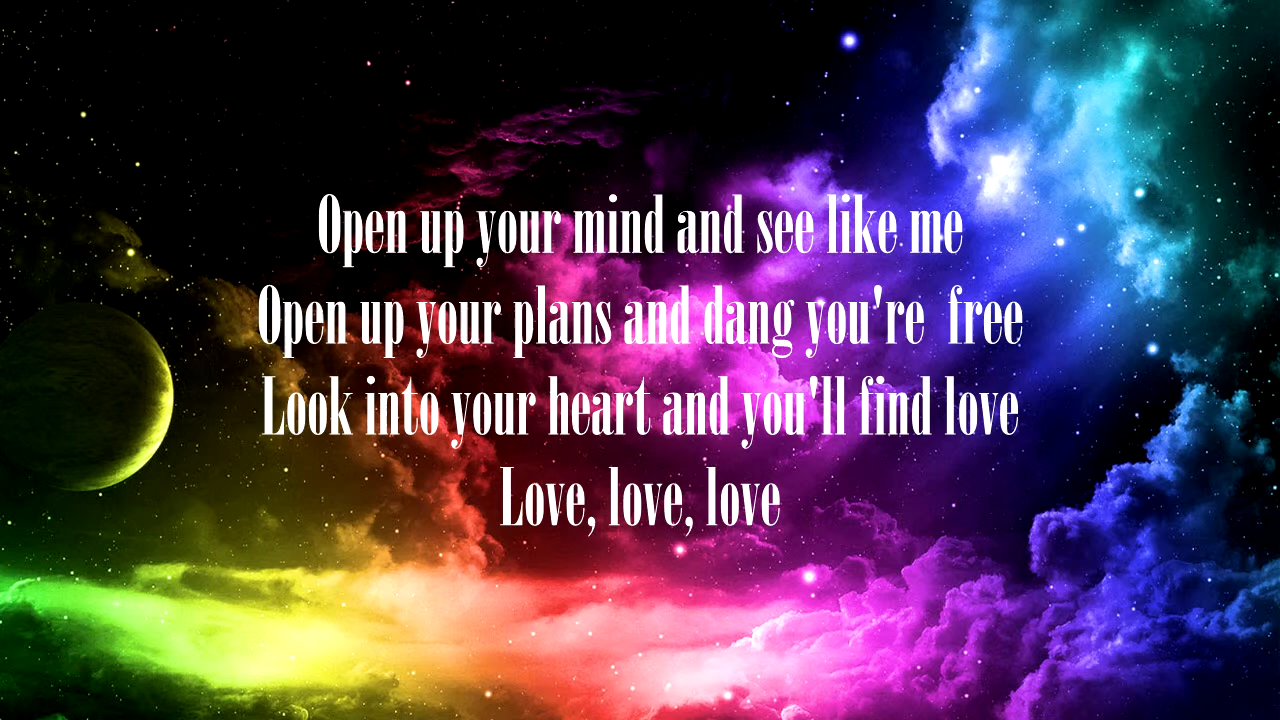 Open up your mind and see like me
Open up your plans and dang you're  free
Look into your heart and you'll find love
Love, love, love